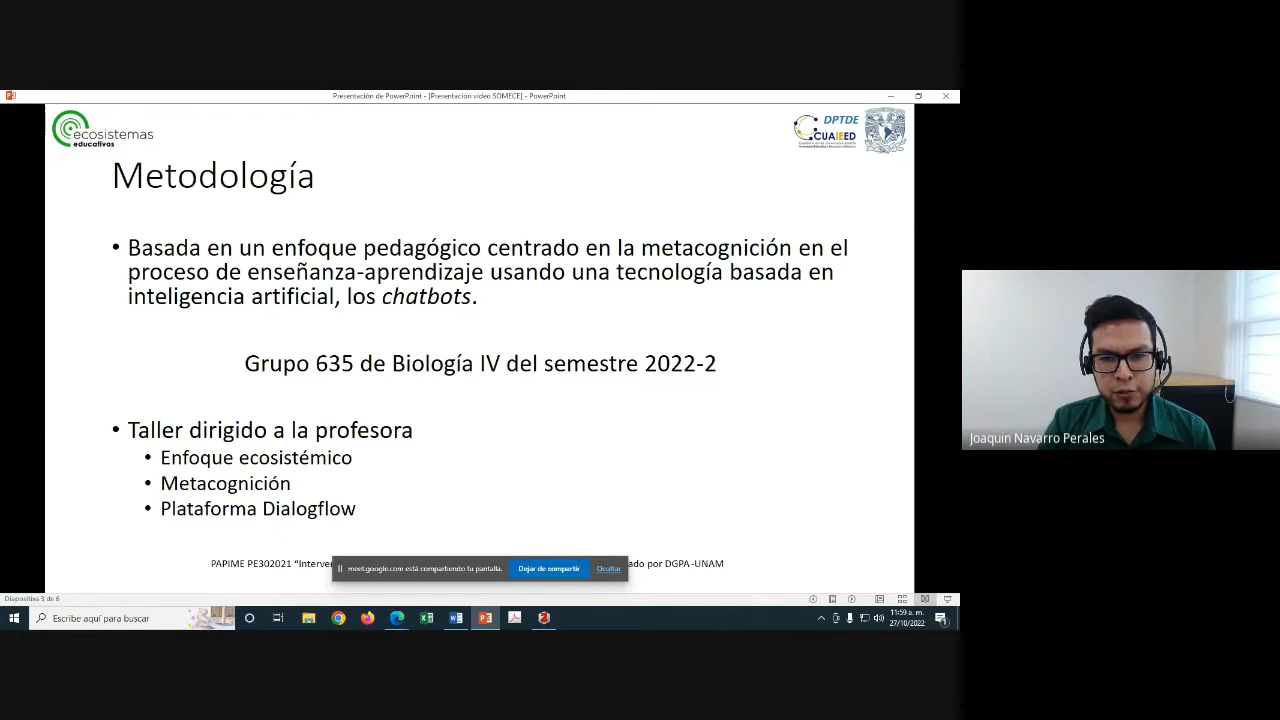 Presentación de PowerPoint - [Presentación video SOMECE] - PowerPoint
ecosistemas
educativos
DPTDE
CUAIEED
Metodología
• Basada en un enfoque pedagógico centrado en la metacognición en el
proceso de enseñanza-aprendizaje usando una tecnología basada en
inteligencia artificial, los chatbots.
Grupo 635 de Biología IV del semestre 2022-2
• Taller dirigido a la profesora
• Enfoque ecosistémico
• Metacognición
• Plataforma Dialogflow
PAPIME PE302021 “Interven
ado por DGPA-UNAM
meet.google.com está compartiendo tu pantalla.
Dejar de compartir
Ocultar
Joaquin Navarro Perales
Diapositiva 3 de 6
Escribe aquí para buscar
11:59 a. m.
27/10/2022